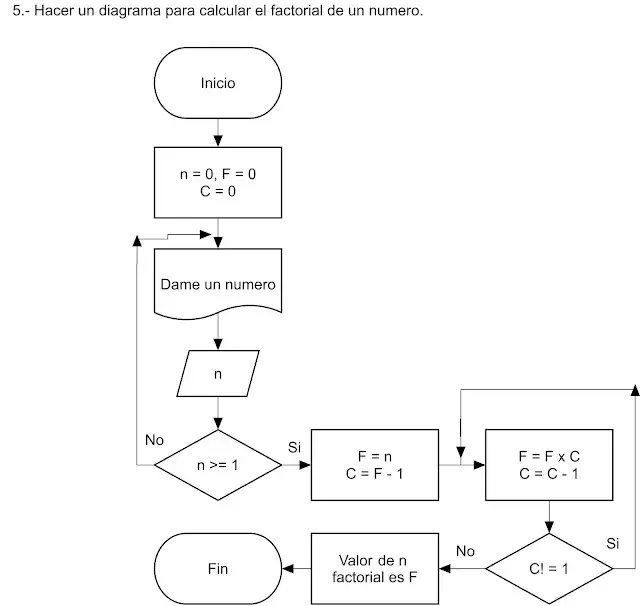 5.- Hacer un diagrama para calcular el factorial de un numero.
Inicio
n = 0, F = 0
C = 0
Dame un numero
n
No
n >= 1
Si
F = n
C = F - 1
F = F x C
C = C - 1
C! = 1
Si
No
Valor de n
factorial es F
Fin